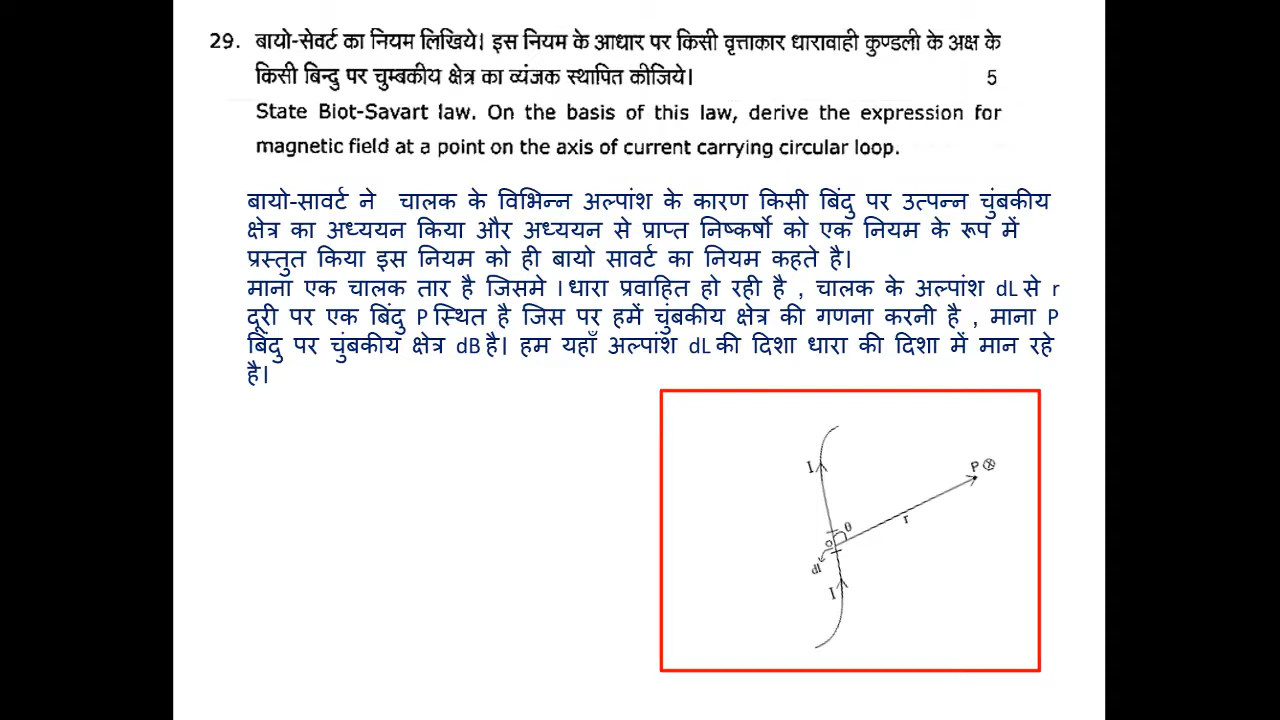 29. बायो-सेवर्ट का नियम लिखिये। इस नियम के आधार पर किसी वृत्ताकार धारावाही कुण्डली के अक्ष के
किसी बिन्दु पर चुम्बकीय क्षेत्र का व्यंजक स्थापित कीजिये। 5
State Biot-Savart law. On the basis of this law, derive the expression for
magnetic field at a point on the axis of current carrying circular loop.
बायो-सावर्ट ने चालक के विभिन्न अल्पांश के कारण किसी बिंदु पर उत्पन्न चुंबकीय
क्षेत्र का अध्ययन किया और अध्ययन से प्राप्त निष्कर्षो को एक नियम के रूप में
प्रस्तुत किया इस नियम को ही बायो सावर्ट का नियम कहते है।
माना एक चालक तार है जिसमे I धारा प्रवाहित हो रही है , चालक के अल्पांश dL से r
दूरी पर एक बिंदु P स्थित है जिस पर हमें चुंबकीय क्षेत्र की गणना करनी है , माना P
बिंदु पर चुंबकीय क्षेत्र dB है। हम यहाँ अल्पांश dL की दिशा धारा की दिशा में मान रहे
है।
I
P ⊗
θ
r
O
dl
I